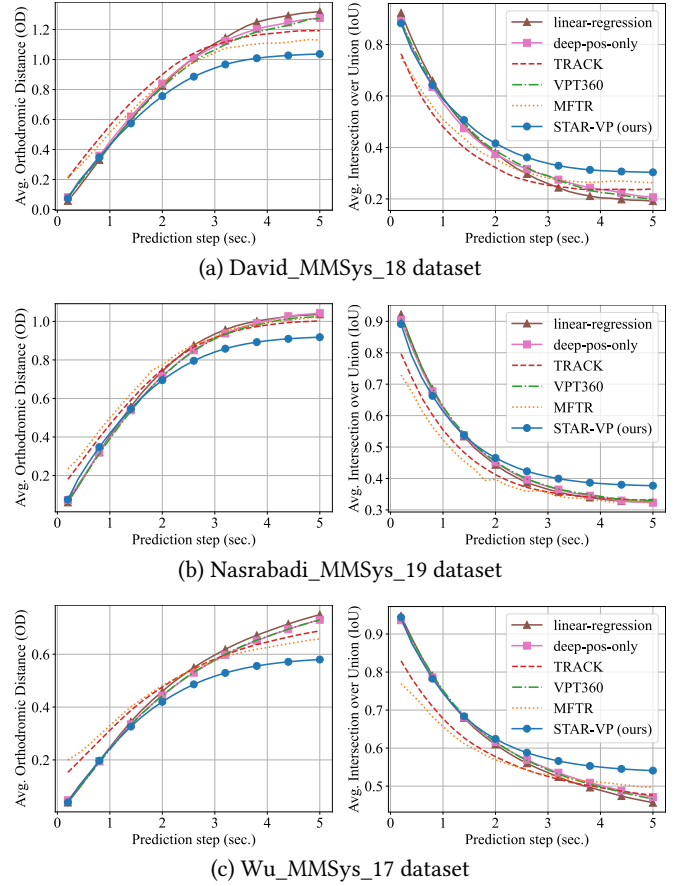 Avg. Orthodromic Distance (OD)
1.2
1.0
0.8
0.6
0.4
0.2
0.0
0 1 2 3 4 5
Prediction step (sec.)
Avg. Intersection over Union (IoU)
0.8
0.6
0.4
0.2
0 1 2 3 4 5
Prediction step (sec.)
linear-regression
deep-pos-only
TRACK
VPT360
MFTR
STAR-VP (ours)
(a) David_MMSys_18 dataset
Avg. Orthodromic Distance (OD)
1.0
0.8
0.6
0.4
0.2
0 1 2 3 4 5
Prediction step (sec.)
Avg. Intersection over Union (IoU)
0.9
0.8
0.7
0.6
0.5
0.4
0.3
0 1 2 3 4 5
Prediction step (sec.)
linear-regression
deep-pos-only
TRACK
VPT360
MFTR
STAR-VP (ours)
(b) Nasrabadi_MMSys_19 dataset
Avg. Orthodromic Distance (OD)
0.6
0.4
0.2
0 1 2 3 4 5
Prediction step (sec.)
Avg. Intersection over Union (IoU)
0.9
0.8
0.7
0.6
0.5
0 1 2 3 4 5
Prediction step (sec.)
linear-regression
deep-pos-only
TRACK
VPT360
MFTR
STAR-VP (ours)
(c) Wu_MMSys_17 dataset